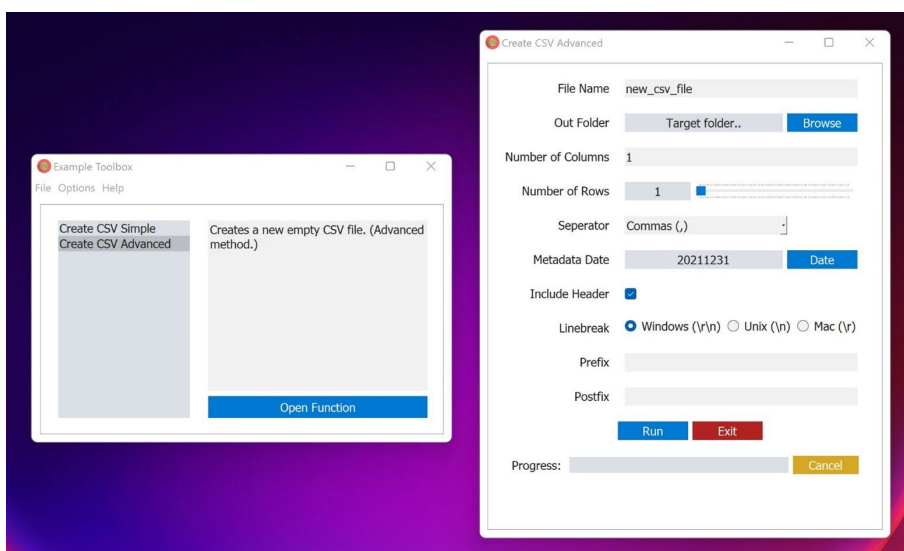 Example Toolbox
File Options Help
Create CSV Simple
Create CSV Advanced
Creates a new empty CSV file. (Advanced
method.)
Open Function
Create CSV Advanced
File Name new_csv_file
Out Folder Target folder.. Browse
Number of Columns 1
Number of Rows 1
Seperator Commas (,)
Metadata Date 20211231 Date
Include Header
Linebreak Windows (\r\n) Unix (\n) Mac (\r)
Prefix
Postfix
Run Exit
Progress: Cancel